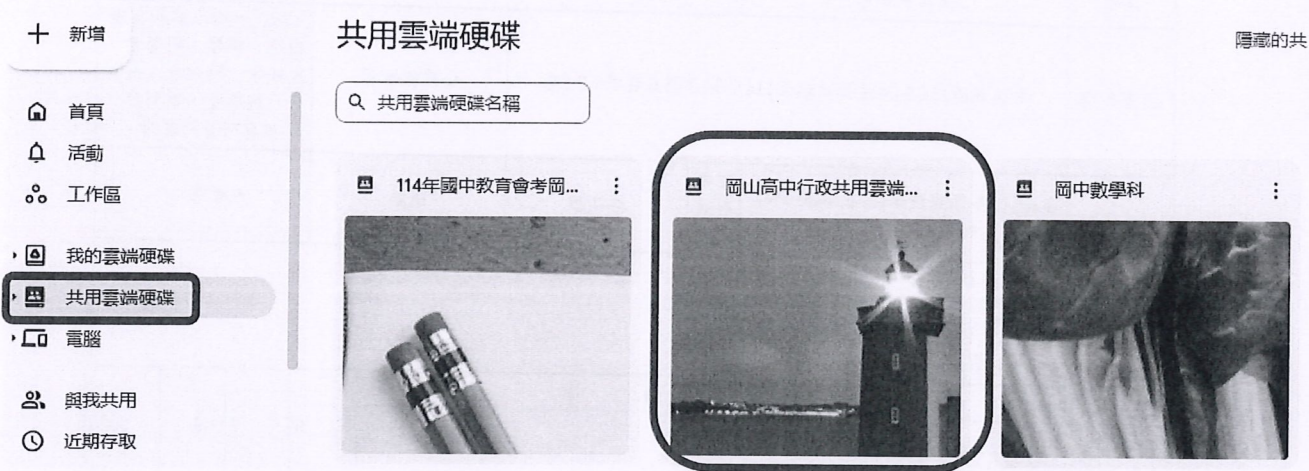 新增
首頁
活動
工作區
我的雲端硬碟
共用雲端硬碟
電腦
與我共用
近期存取
共用雲端硬碟
隱藏的共
共用雲端硬碟名稱
114年國中教育會考岡...
岡山高中行政共用雲端...
岡中數學科